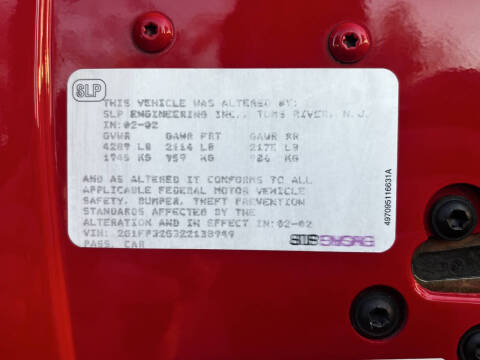 SLP
THIS VEHICLE WAS ALTERED BY:
SLP ENGINEERING INC., TOMS RIVER, N.J.
IN:02-02
GVWR GAWR FRT GAWR RR
4289 LB 2114 LB 2175 LB
1945 KG 959 KG 986 KG
AND AS ALTERED IT CONFORMS TO ALL
APPLICABLE FEDERAL MOTOR VEHICLE
SAFETY, BUMPER, THEFT PREVENTION
STANDARDS AFFECTED BY THE
ALTERATION AND IN EFFECT IN:02-02
VIN:
PASS. CAR
497095116631A